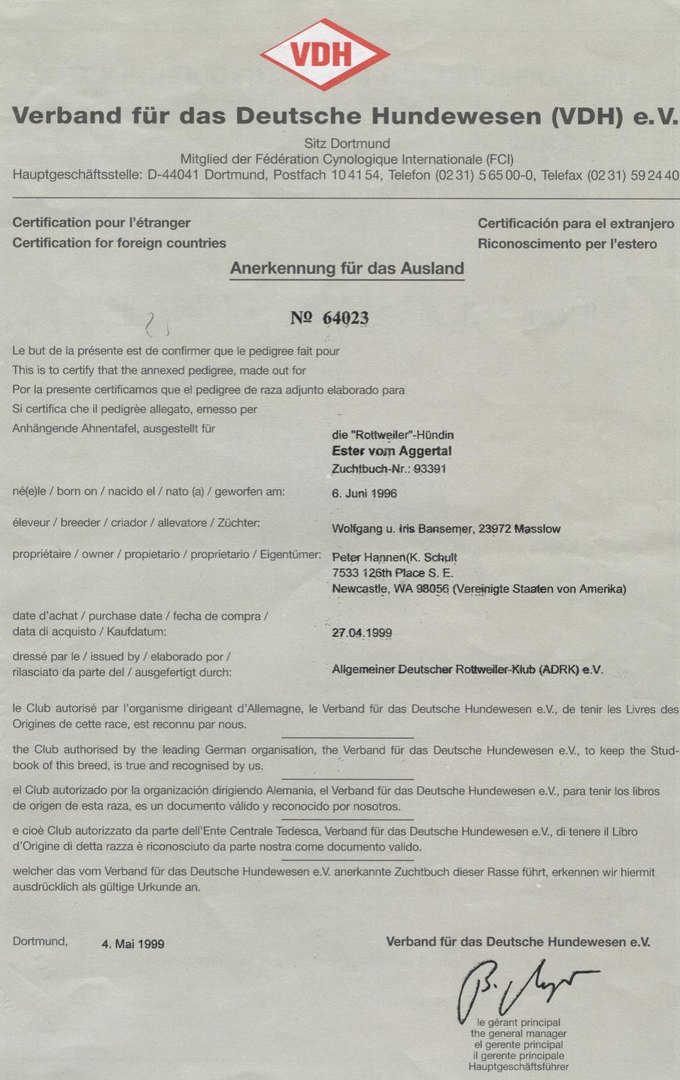 VDH
Verband für das Deutsche Hundewesen (VDH) e.V.
Sitz Dortmund
Mitglied der Fédération Cynologique Internationale (FCI)
Hauptgeschäftsstelle: D-44041 Dortmund, Postfach 10 41 54, Telefon (02 31) 5 65 00-0, Telefax (02 31) 59 24 40
Certification pour l'étranger
Certification for foreign countries
Certificación para el extranjero
Riconoscimento per l'estero
Anerkennung für das Ausland
Nº 64023
Le but de la présente est de confirmer que le pedigree fait pour
This is to certify that the annexed pedigree, made out for
Por la presente certificamos que el pedigree de raza adjunto elaborado para
Si certifica che il pedigrèe allegato, emesso per
Anhängende Ahnentafel, ausgestellt für
die "Rottweiler"-Hündin
Ester vom Aggertal
Zuchtbuch-Nr.: 93391
né(e)le / born on / nacido el / nato (a) / geworfen am:
6. Juni 1996
éleveur / breeder / criador / allevatore / Züchter:
Wolfgang u. Iris Bansemer, 23972 Masslow
propriétaire / owner / propietario / proprietario / Eigentümer:
Peter Hannen(K. Schult
7533 126th Place S. E.
Newcastle, WA 98056 (Vereinigte Staaten von Amerika)
date d'achat / purchase date / fecha de compra /
data di acquisto / Kaufdatum:
27.04.1999
dressé par le / issued by / elaborado por /
rilasciato da parte del / ausgefertigt durch:
Allgemeiner Deutscher Rottweiler-Klub (ADRK) e.V.
le Club autorisé par l'organisme dirigeant d'Allemagne, le Verband für das Deutsche Hundewesen e.V., de tenir les Livres des
Origines de cette race, est reconnu par nous.
the Club authorised by the leading German organisation, the Verband für das Deutsche Hundewesen e.V., to keep the Stud-
book of this breed, is true and recognised by us.
el Club autorizado por la organización dirigiendo Alemania, el Verband für das Deutsche Hundewesen e.V., para tenir los libros
de origen de esta raza, es un documento válido y reconocido por nosotros.
e cioè Club autorizzato da parte dell'Ente Centrale Tedesca, Verband für das Deutsche Hundewesen e.V., di tenere il Libro
d'Origine di detta razza è riconosciuto da parte nostra come documento valido.
welcher das vom Verband für das Deutsche Hundewesen e.V. anerkannte Zuchtbuch dieser Rasse führt, erkennen wir hiermit
ausdrücklich als gültige Urkunde an.
Dortmund,
4. Mai 1999
Verband für das Deutsche Hundewesen e.V.
le gérant principal
the general manager
el gerente principal
il gerente principale
Hauptgeschäftsführer